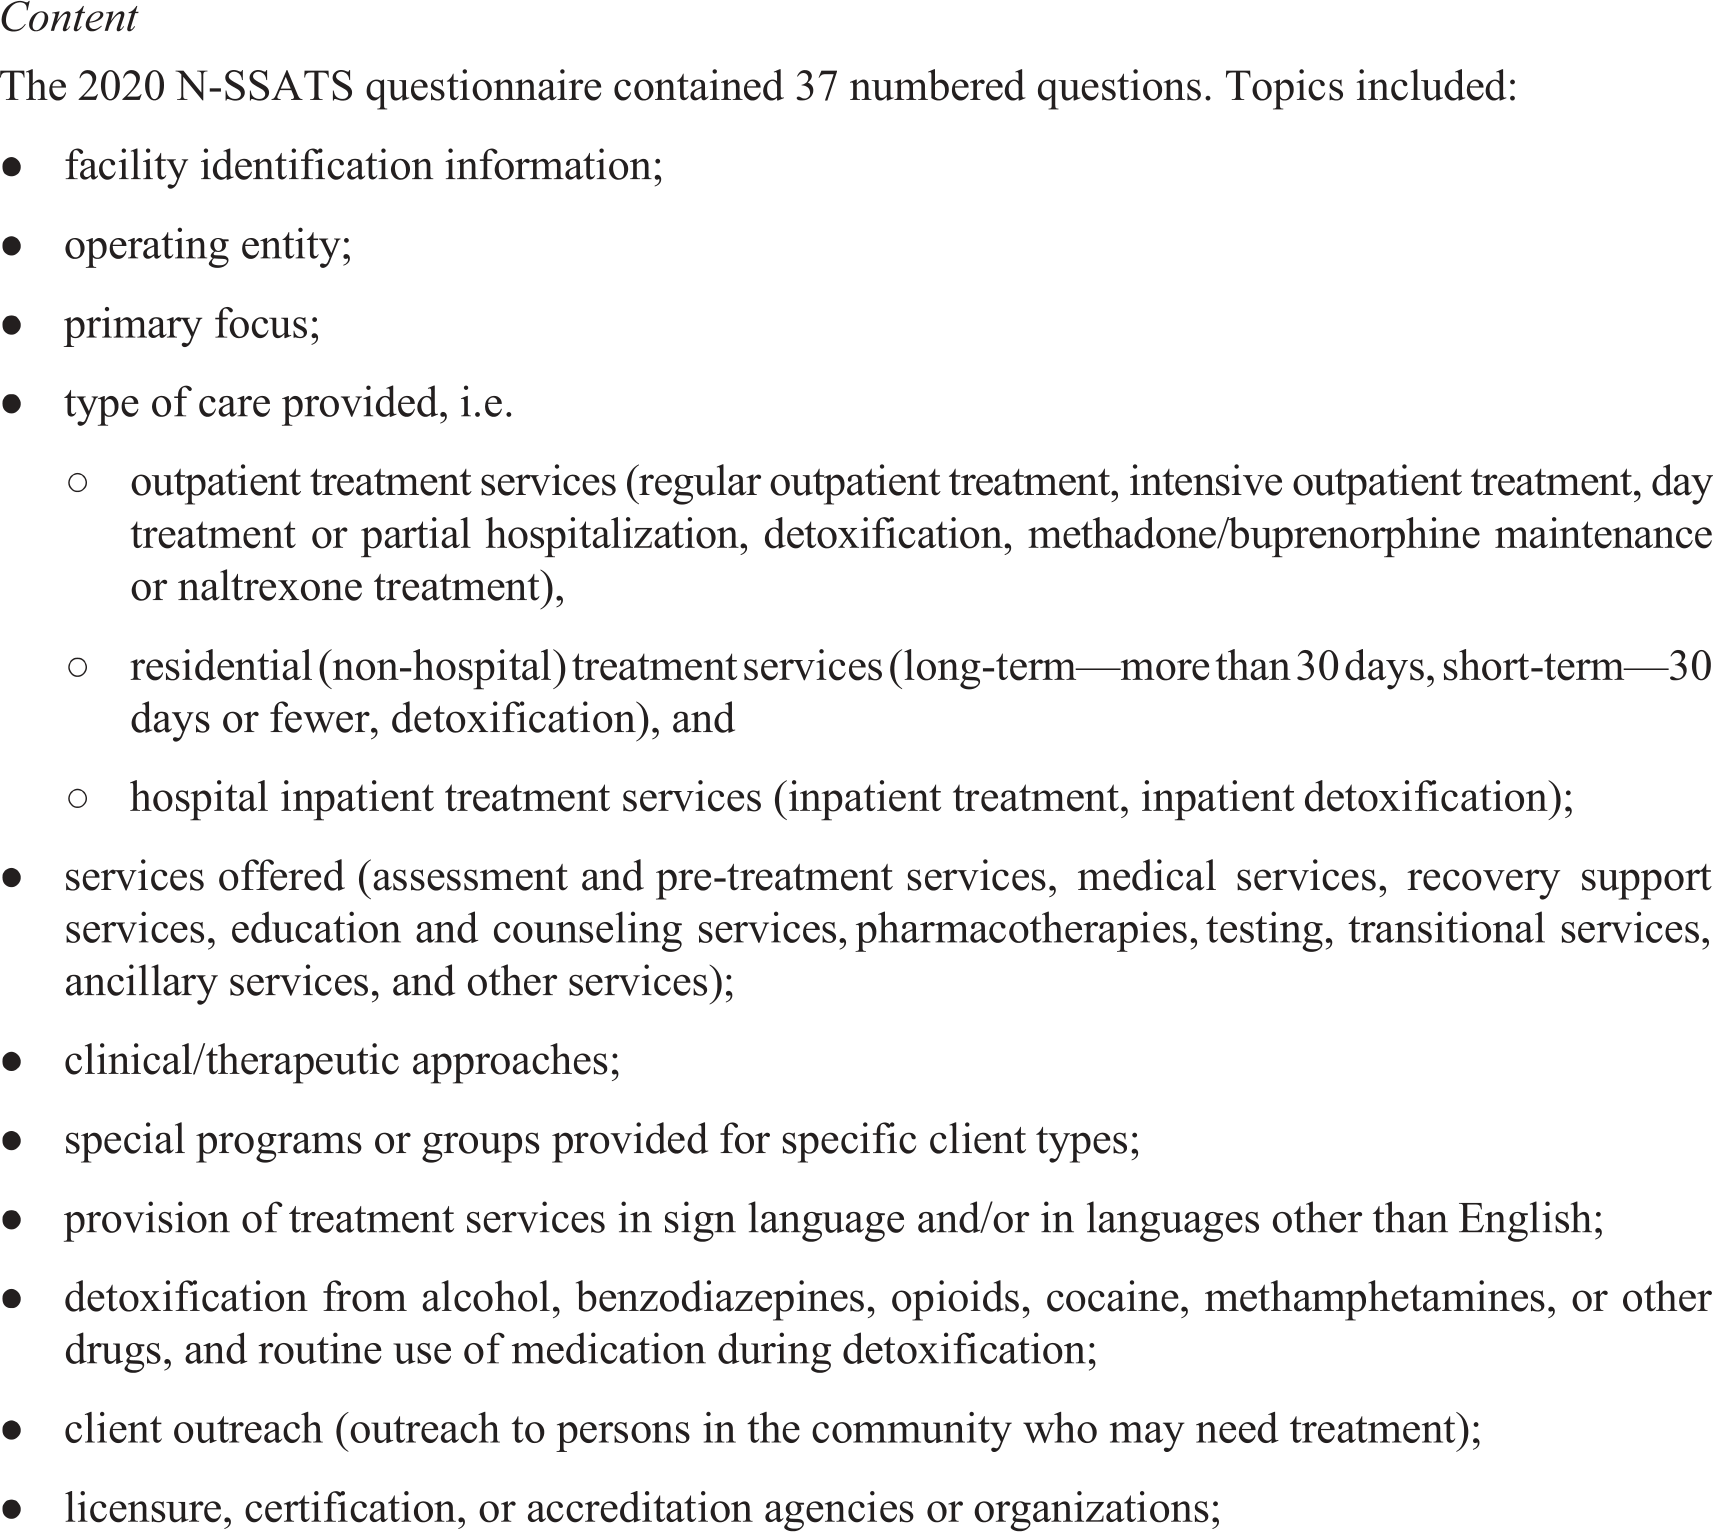 Content
The 2020 N-SSATS questionnaire contained 37 numbered questions. Topics included:
● facility identification information;
● operating entity;
● primary focus;
● type of care provided, i.e.
○ outpatient treatment services (regular outpatient treatment, intensive outpatient treatment, day
treatment or partial hospitalization, detoxification, methadone/buprenorphine maintenance
or naltrexone treatment),
○ residential (non-hospital) treatment services (long-term—more than 30 days, short-term—30
days or fewer, detoxification), and
○ hospital inpatient treatment services (inpatient treatment, inpatient detoxification);
● services offered (assessment and pre-treatment services, medical services, recovery support
services, education and counseling services, pharmacotherapies, testing, transitional services,
ancillary services, and other services);
● clinical/therapeutic approaches;
● special programs or groups provided for specific client types;
● provision of treatment services in sign language and/or in languages other than English;
● detoxification from alcohol, benzodiazepines, opioids, cocaine, methamphetamines, or other
drugs, and routine use of medication during detoxification;
● client outreach (outreach to persons in the community who may need treatment);
● licensure, certification, or accreditation agencies or organizations;